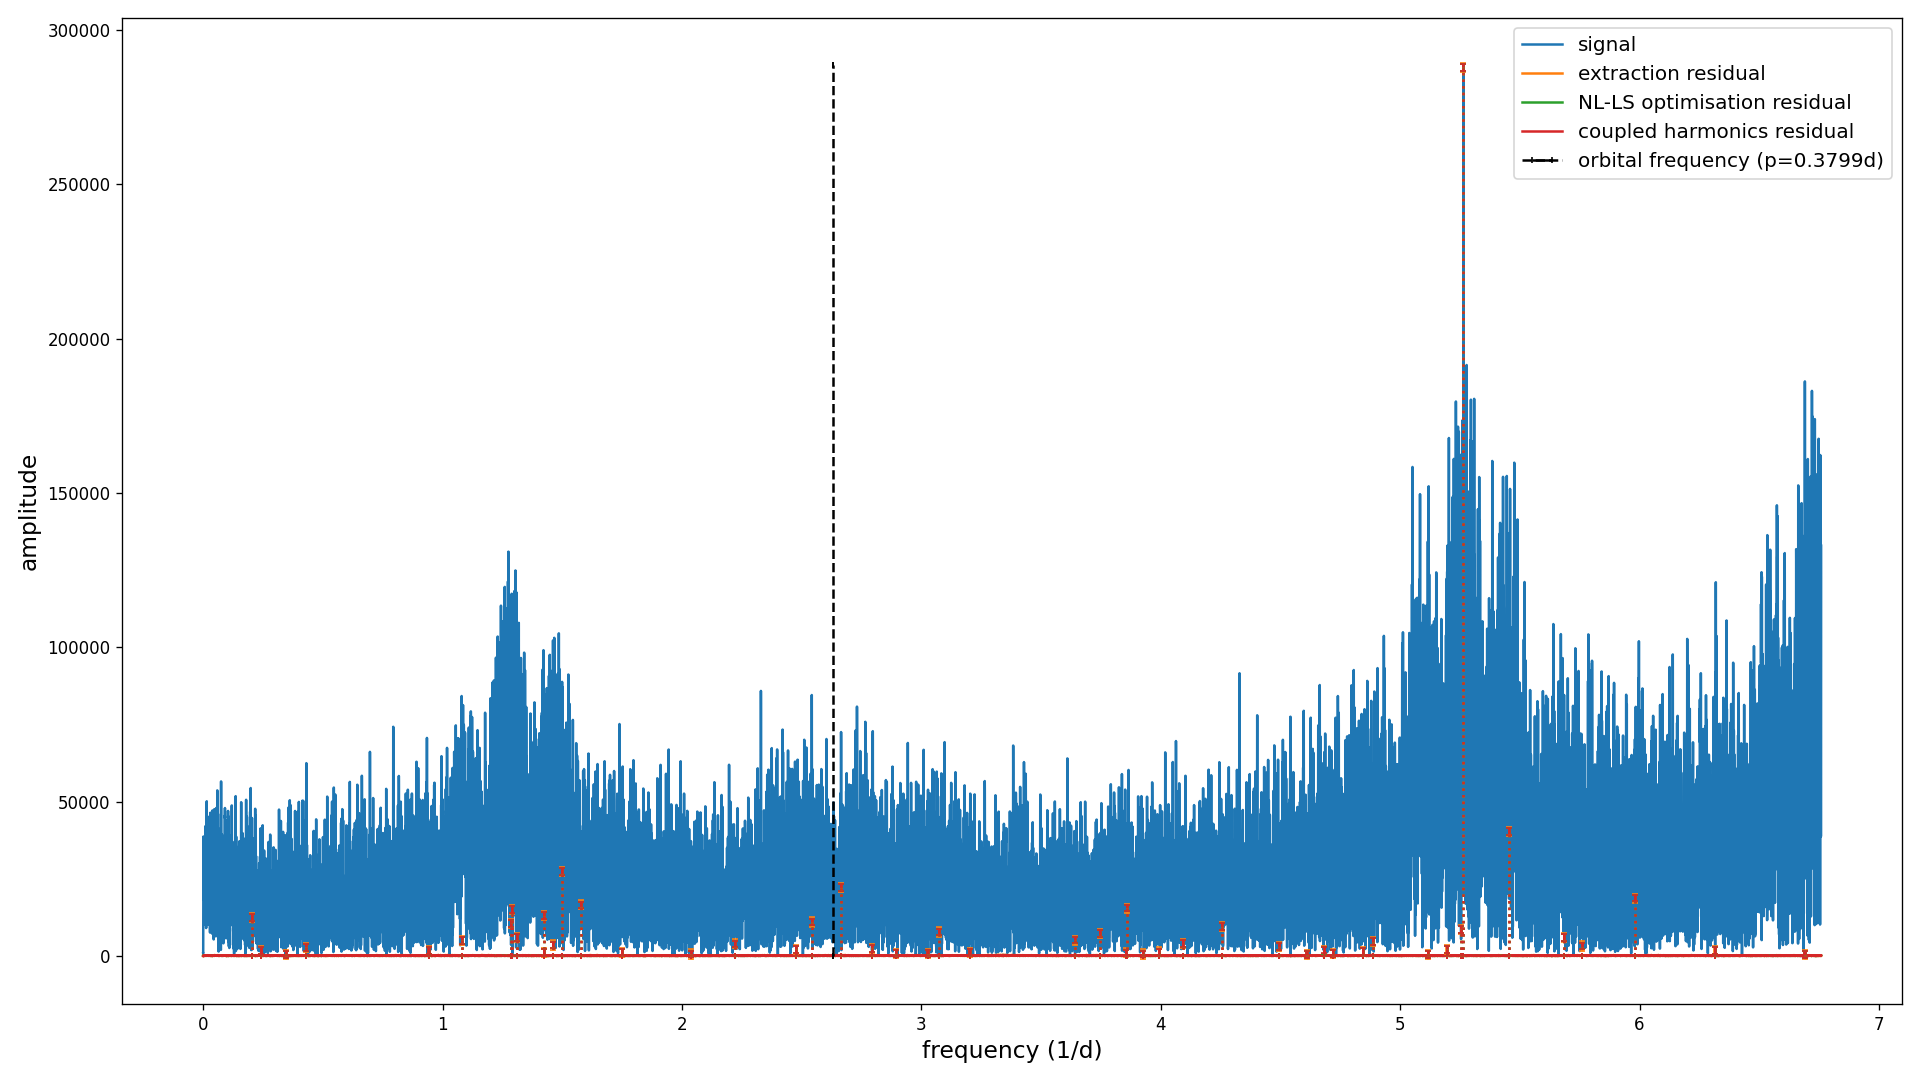 300000
250000
200000
150000
100000
50000
0
amplitude
0 1 2 3 4 5 6 7
frequency (1/d)
signal
extraction residual
NL-LS optimisation residual
coupled harmonics residual
orbital frequency (p=0.3799d)